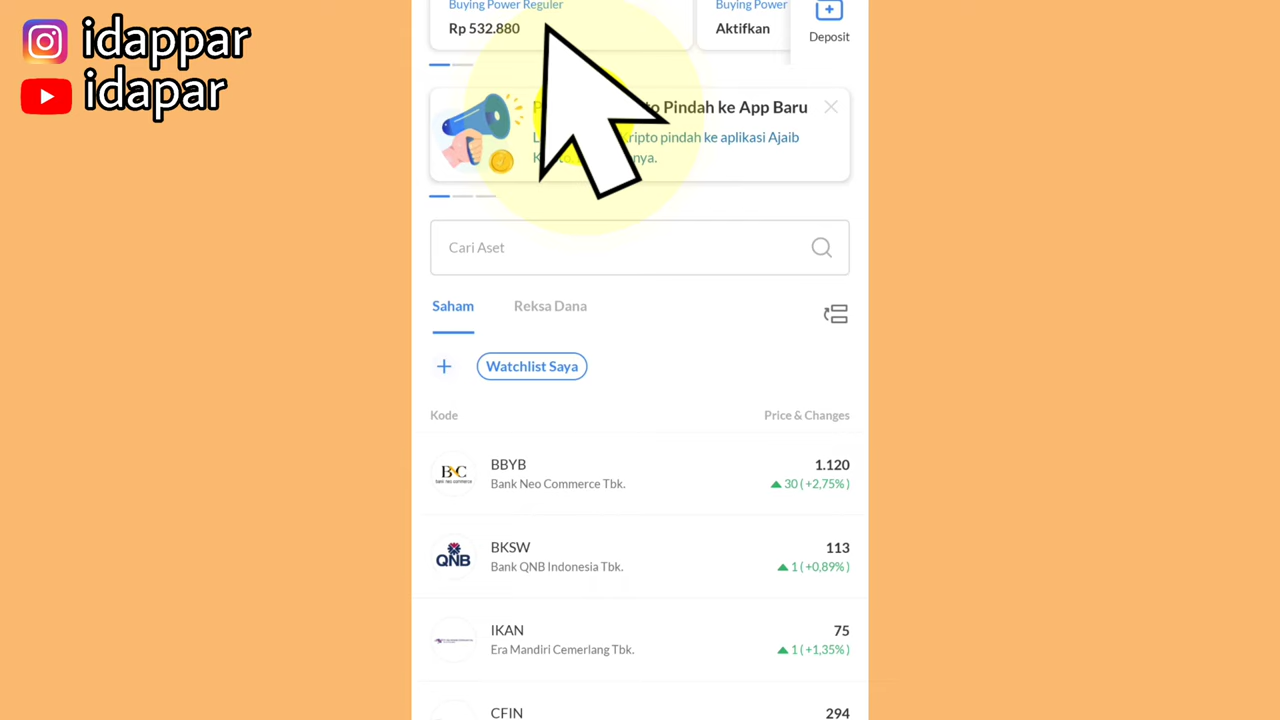 idappar
idapar
Buying Power Reguler
Rp 532.880
Buying Power
Aktifkan
Deposit
Pindah ke App Baru
kripto pindah ke aplikasi Ajaib
Cari Aset
Saham
Reksa Dana
Watchlist Saya
Kode
Price & Changes
BBYB
1.120
Bank Neo Commerce Tbk.
30 (+2,75%)
BKSW
113
QNB
Bank QNB Indonesia Tbk.
1 (+0,89%)
IKAN
75
Era Mandiri Cemerlang Tbk.
1 (+1,35%)
CFIN
294